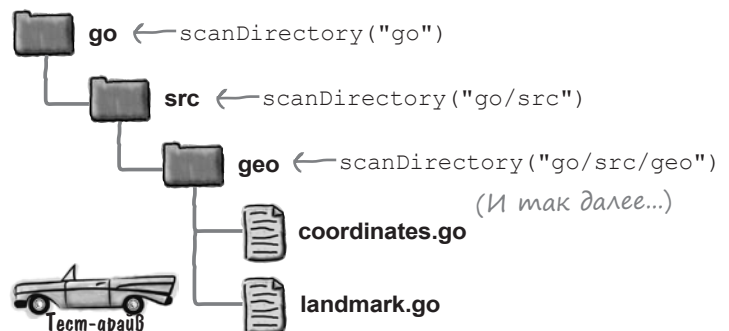 go scanDirectory("go")
src scanDirectory("go/src")
geo scanDirectory("go/src/geo")
(И так далее...)
coordinates.go
landmark.go
Тест-драйв